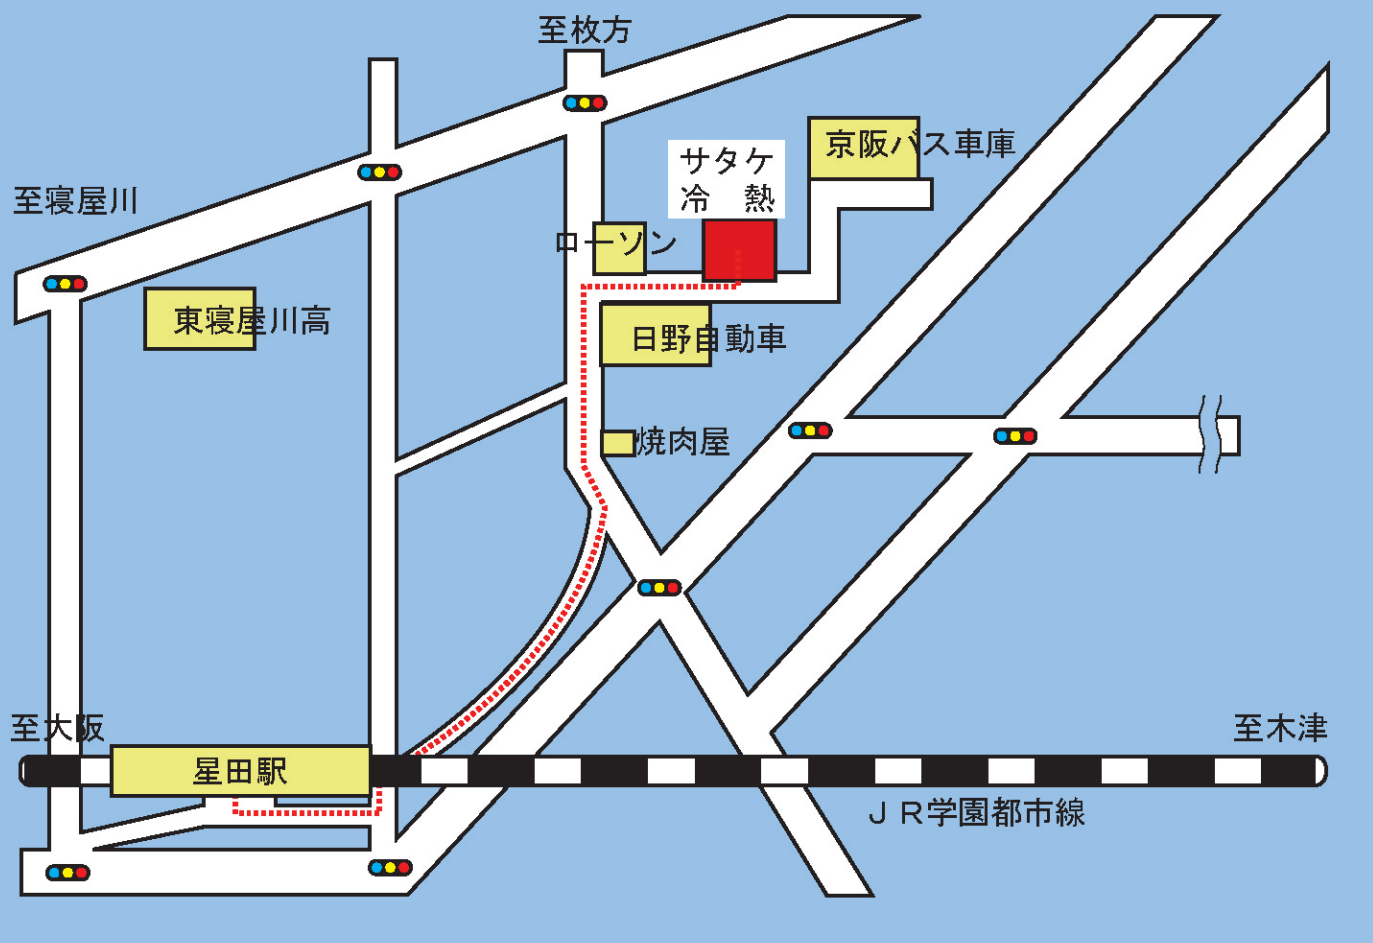 至枚方
京阪バス車庫
サタケ
冷　熱
至寝屋川
ローソン
東寝屋川高
日野自動車
焼肉屋
至大阪
至木津
星田駅
ＪＲ学園都市線